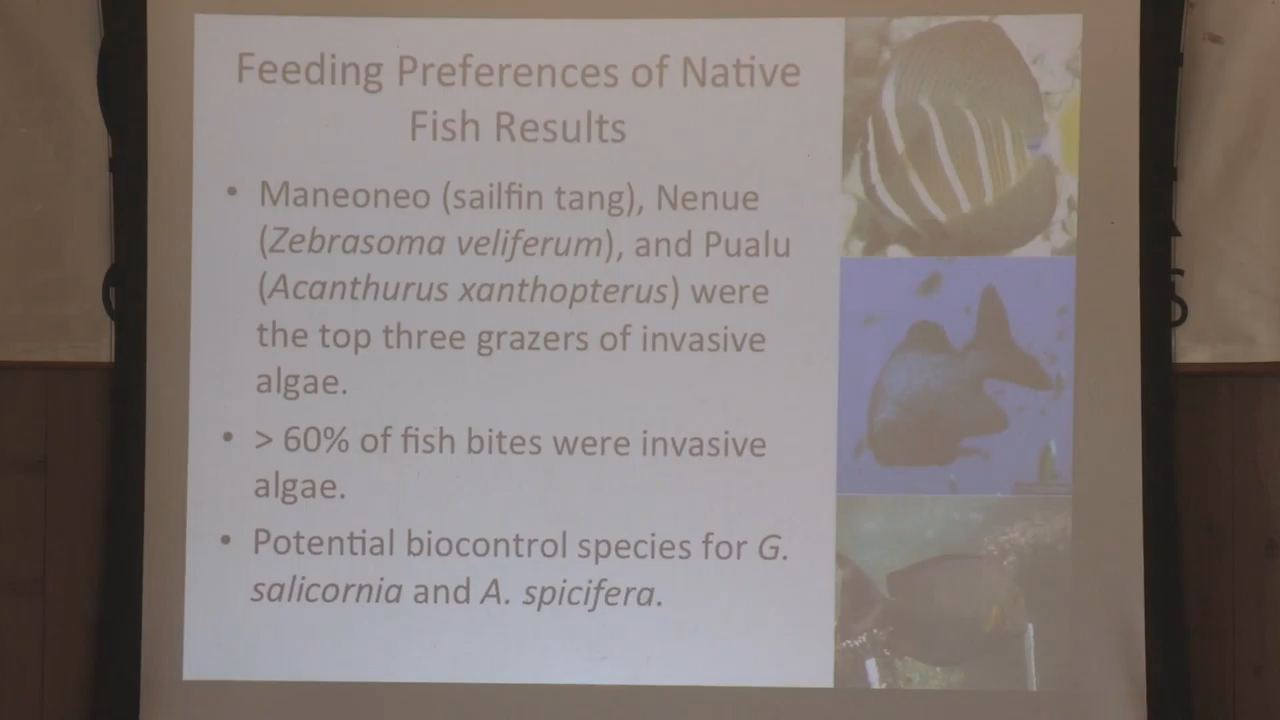 Feeding Preferences of Native
Fish Results
• Maneoneo (sailfin tang), Nenue
(Zebrasoma veliferum), and Pualu
(Acanthurus xanthopterus) were
the top three grazers of invasive
algae.
• > 60% of fish bites were invasive
algae.
• Potential biocontrol species for G.
salicornia and A. spicifera.